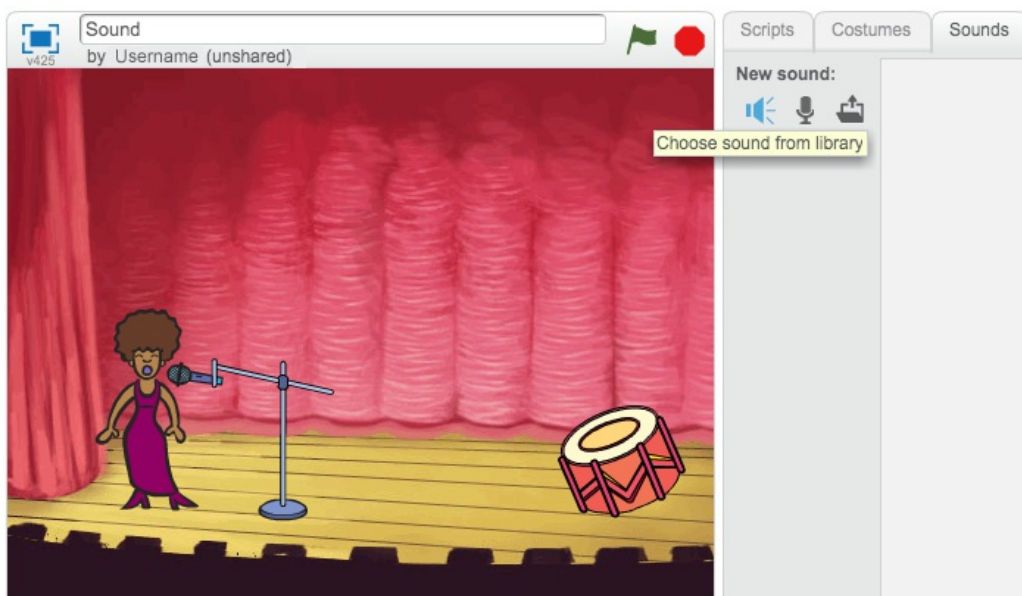 Sound
v425
by Username (unshared)
Scripts
Costumes
Sounds
New sound:
Choose sound from library